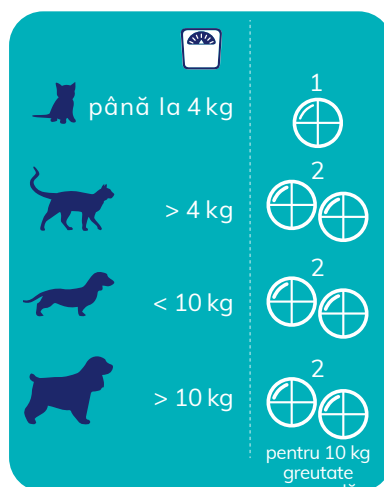 1
până la 4 kg
2
> 4 kg
2
< 10 kg
2
> 10 kg
pentru 10 kg
greutate